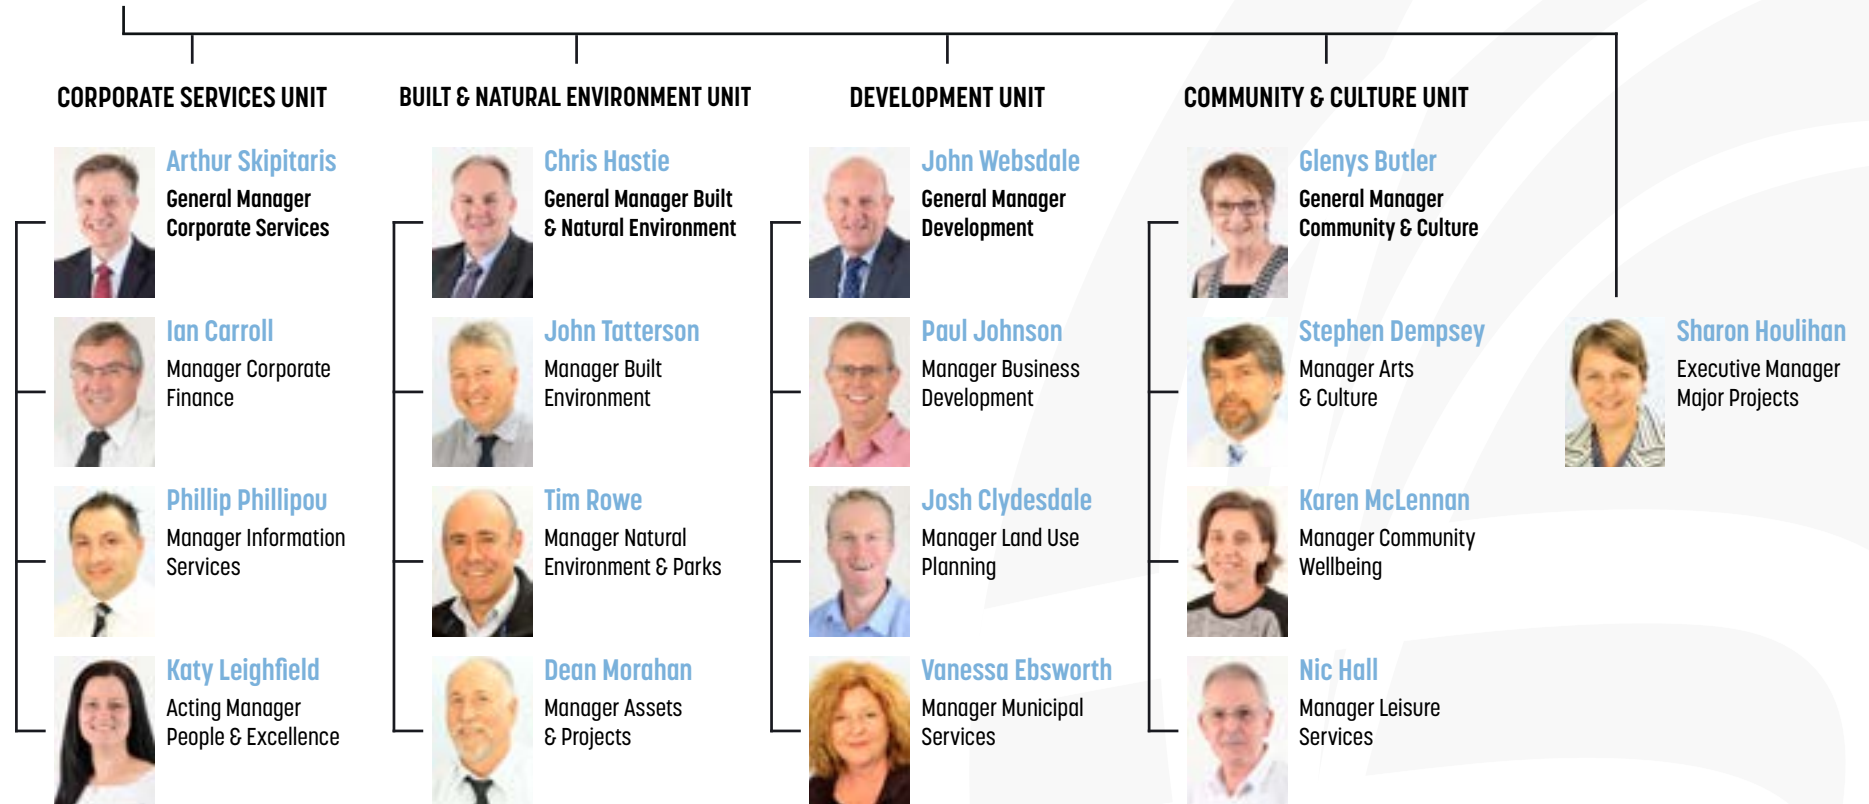 CORPORATE SERVICES UNIT
Arthur Skipitaris
General Manager
Corporate Services
Ian Carroll
Manager Corporate
Finance
Phillip Phillipou
Manager Information
Services
Katy Leighfield
Acting Manager
People & Excellence
BUILT & NATURAL ENVIRONMENT UNIT
Chris Hastie
General Manager Built
& Natural Environment
John Tatterson
Manager Built
Environment
Tim Rowe
Manager Natural
Environment & Parks
Dean Morahan
Manager Assets
& Projects
DEVELOPMENT UNIT
John Websdale
General Manager
Development
Paul Johnson
Manager Business
Development
Josh Clydesdale
Manager Land Use
Planning
Vanessa Ebsworth
Manager Municipal
Services
COMMUNITY & CULTURE UNIT
Glenys Butler
General Manager
Community & Culture
Stephen Dempsey
Manager Arts
& Culture
Karen McLennan
Manager Community
Wellbeing
Nic Hall
Manager Leisure
Services
Sharon Houlihan
Executive Manager
Major Projects